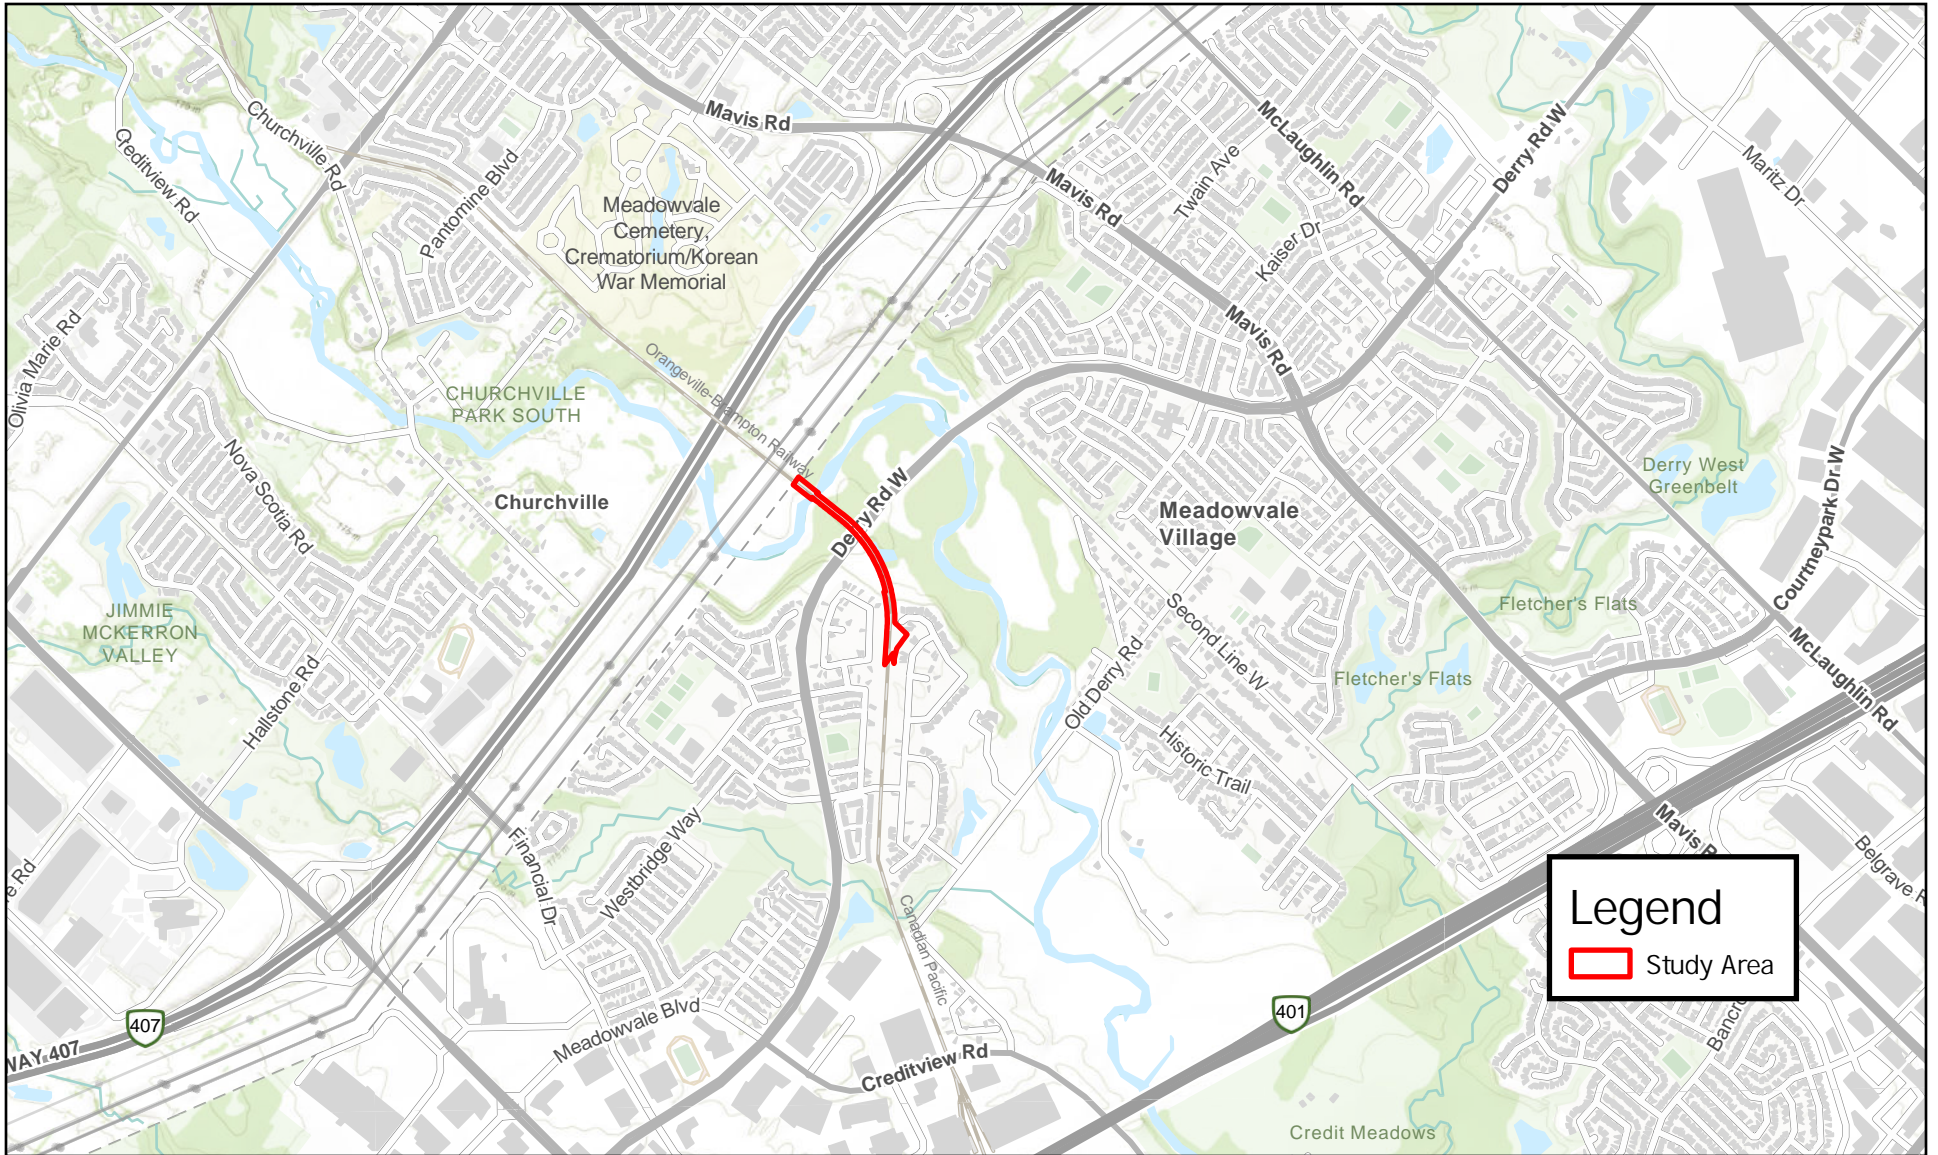 Mavis Rd
Churchville Rd
Creditview Rd
Pantomine Blvd
Meadowvale
Cemetery,
Crematorium/Korean
War Memorial
McLaughlin Rd
Derry Rd W
Maritz Dr
Mavis Rd
Twain Ave
Kaiser Dr
Mavis Rd
Olivia Marie Rd
Orangeville-Brampton Railway
CHURCHVILLE
PARK SOUTH
Nova Scotia Rd
Churchville
Derry Rd W
Meadowvale
Village
Derry West
Greenbelt
Courtneypark Dr W
JIMMIE
MCKERRON
VALLEY
Hallstone Rd
Second Line W
Old Derry Rd
Fletcher's Flats
Fletcher's Flats
McLaughlin Rd
Historic Trail
Financial Dr
Westbridge Way
Mavis R
Belgrave R
e Rd
Canadian Pacific
Legend
Study Area
407
WAY 407
Meadowvale Blvd
Creditview Rd
401
Bancro
Credit Meadows